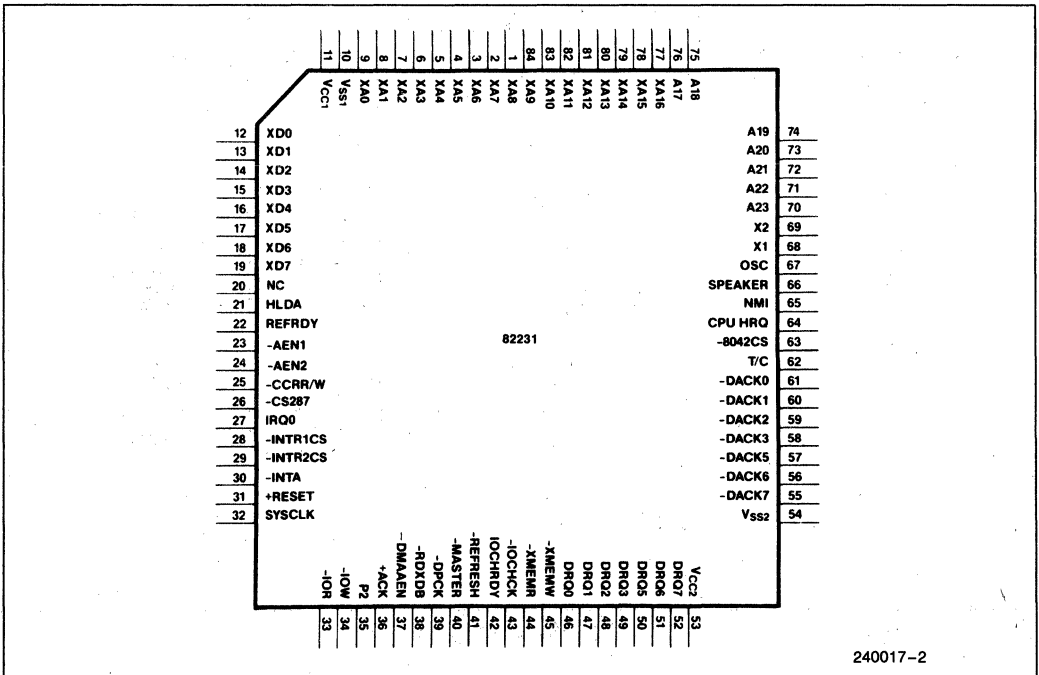 11 10 9 8 7 6 5 4 3 2 1 84 83 82 81 80 79 78 77 76 75
VCC1 VSS1 XA0 XA1 XA2 XA3 XA4 XA5 XA6 XA7 XA8 XA9 XA10 XA11 XA12 XA13 XA14 XA15 XA16 A17 A18
12 XD0 A19 74
13 XD1 A20 73
14 XD2 A21 72
15 XD3 A22 71
16 XD4 A23 70
17 XD5 X2 69
18 XD6 X1 68
19 XD7 OSC 67
20 NC SPEAKER 66
21 HLDA NMI 65
22 REFRDY CPU HRQ 64
82231
23 -AEN1 -8042CS 63
24 -AEN2 T/C 62
25 -CCRR/W -DACK0 61
26 -CS287 -DACK1 60
27 IRQ0 -DACK2 59
28 -INTR1CS -DACK3 58
29 -INTR2CS -DACK5 57
30 -INTA -DACK6 56
31 +RESET -DACK7 55
32 SYSCLK VSS2 54
-IOR -IOW P2 +ACK -DMAAEN -RDXDB -DPCK -MASTER -REFRESH IOCHRDY -IOCHCK -XMEMR -XMEMW DRQ0 DRQ1 DRQ2 DRQ3 DRQ5 DRQ6 DRQ7 VCC2
33 34 35 36 37 38 39 40 41 42 43 44 45 46 47 48 49 50 51 52 53
240017-2